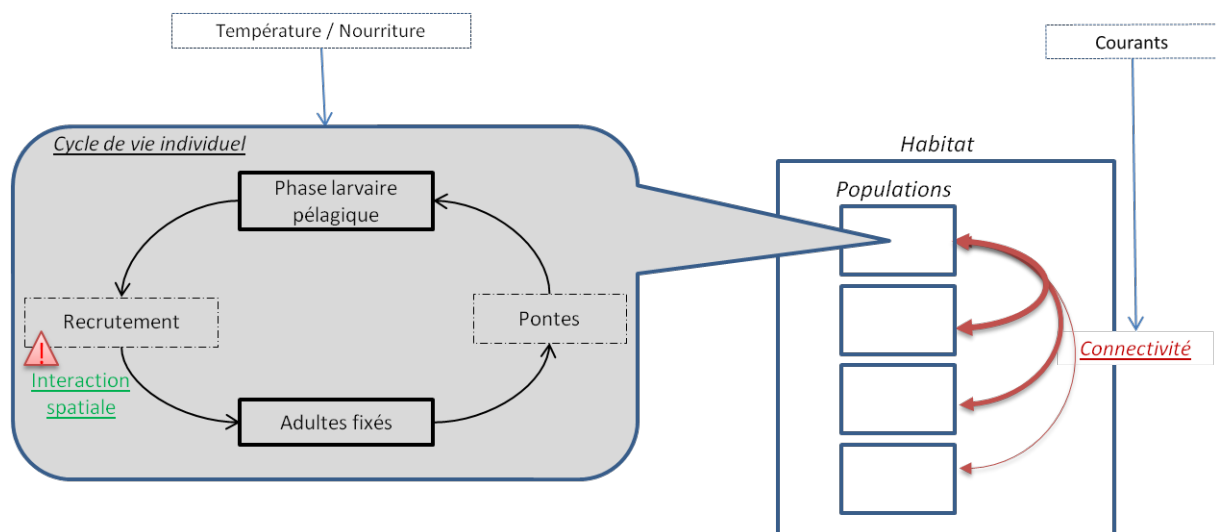 Température / Nourriture
Courants
Cycle de vie individuel
Phase larvaire
pélagique
Recrutement
Pontes
!
Interaction
spatiale
Adultes fixés
Habitat
Populations
Connectivité